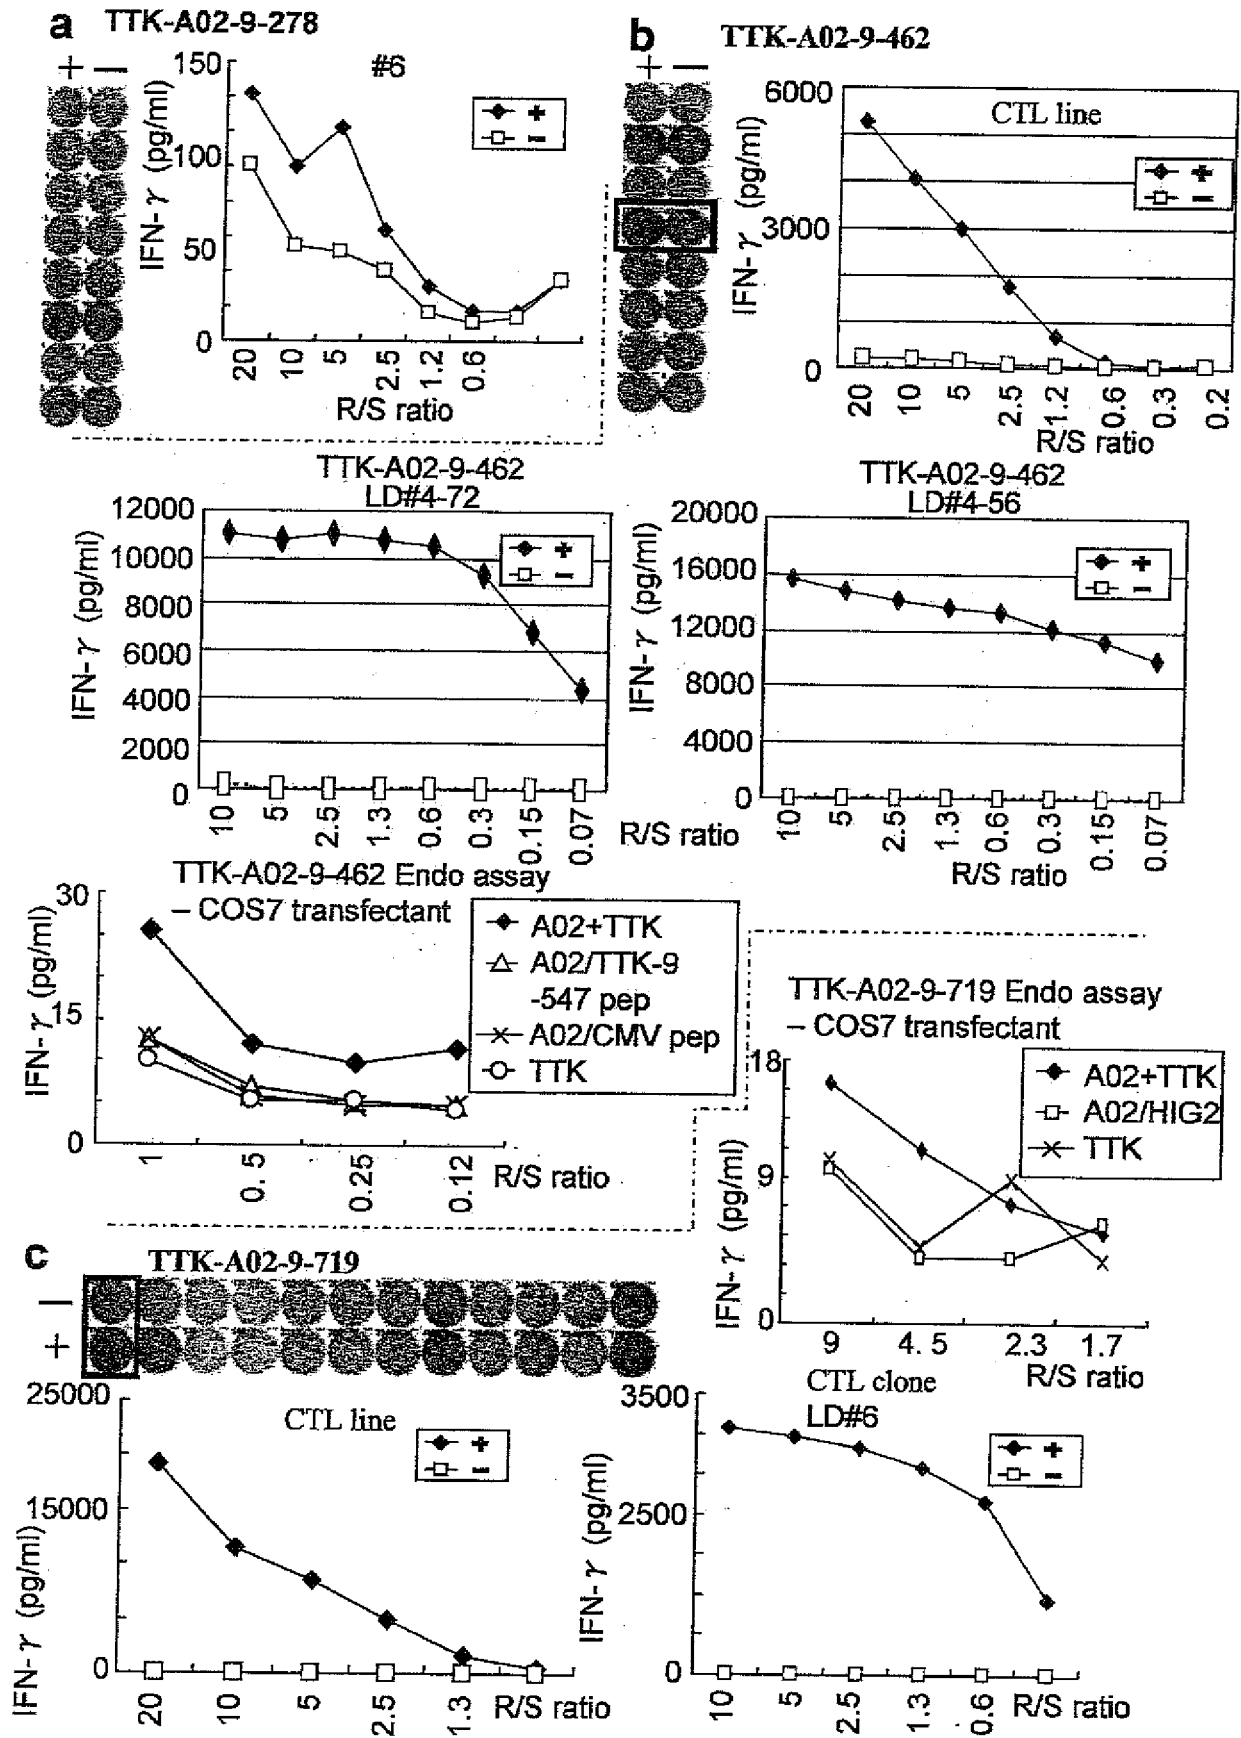 a TTK-A02-9-278
+ −
#6
150
100
50
0
IFN-γ (pg/ml)
+
−
20 10 5 2.5 1.2 0.6
R/S ratio
b TTK-A02-9-462
+ −
CTL line
6000
3000
0
IFN-γ (pg/ml)
+
−
20 10 5 2.5 1.2 0.6 0.3 0.2
R/S ratio
TTK-A02-9-462
LD#4-72
12000
10000
8000
6000
4000
2000
0
IFN-γ (pg/ml)
+
−
10 5 2.5 1.3 0.6 0.3 0.15 0.07
R/S ratio
TTK-A02-9-462
LD#4-56
20000
16000
12000
8000
4000
0
IFN-γ (pg/ml)
+
−
10 5 2.5 1.3 0.6 0.3 0.15 0.07
R/S ratio
TTK-A02-9-462 Endo assay
– COS7 transfectant
30
15
0
IFN-γ (pg/ml)
A02+TTK
A02/TTK-9
-547 pep
A02/CMV pep
TTK
1 0.5 0.25 0.12
R/S ratio
TTK-A02-9-719 Endo assay
– COS7 transfectant
18
9
0
IFN-γ (pg/ml)
A02+TTK
A02/HIG2
TTK
9 4.5 2.3 1.7
R/S ratio
c TTK-A02-9-719
−
+
CTL line
25000
15000
0
IFN-γ (pg/ml)
+
−
20 10 5 2.5 1.3
R/S ratio
CTL clone
LD#6
3500
2500
0
IFN-γ (pg/ml)
+
−
10 5 2.5 1.3 0.6
R/S ratio